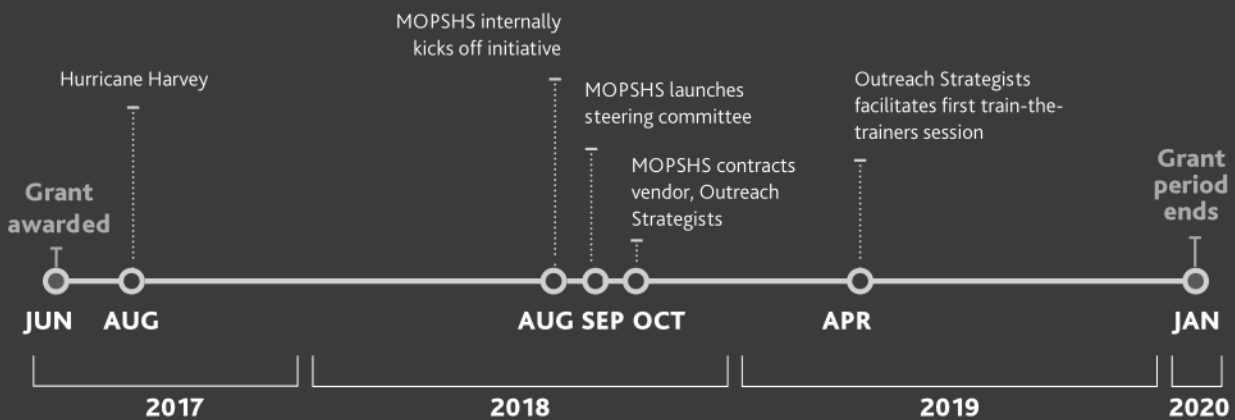 MOPSHS internally
kicks off initiative
Hurricane Harvey
MOPSHS launches
steering committee
Outreach Strategists
facilitates first train-the-
trainers session
MOPSHS contracts
vendor, Outreach
Strategists
Grant
awarded
Grant
period
ends
JUN AUG AUG SEP OCT APR JAN
2017 2018 2019 2020